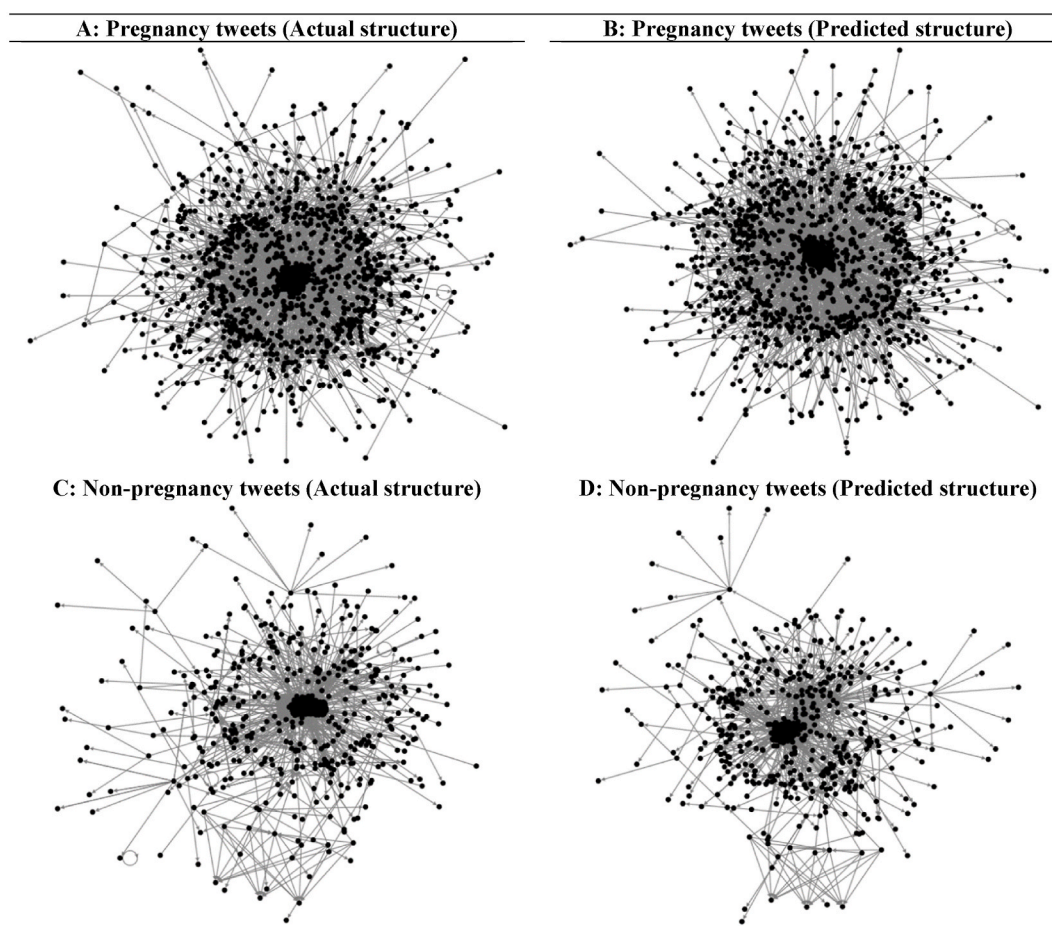 A: Pregnancy tweets (Actual structure)
B: Pregnancy tweets (Predicted structure)
C: Non-pregnancy tweets (Actual structure)
D: Non-pregnancy tweets (Predicted structure)